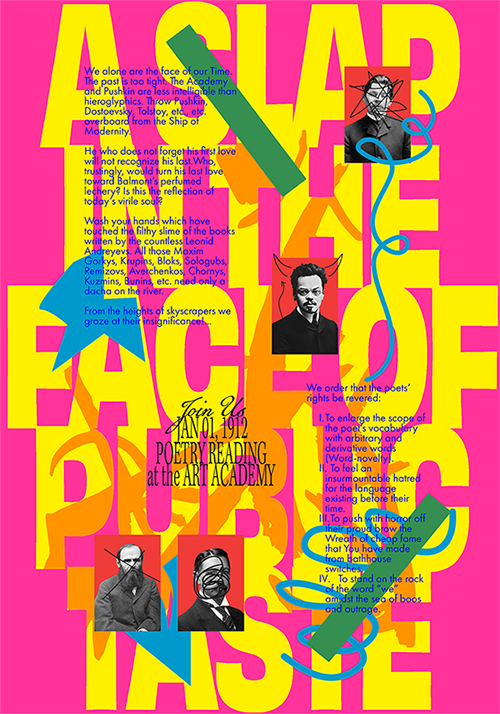 A SLAP
IN THE
FACE OF
PUBLIC
TASTE
We alone are the face of our Time.
The past is too tight. The Academy
and Pushkin are less intelligible than
hieroglyphics. Throw Pushkin,
Dostoevsky, Tolstoy, etc., etc.
overboard from the Ship of
Modernity.
He who does not forget his first love
will not recognize his last.Who,
trustingly, would turn his last love
toward Balmont's perfumed
lechery? Is this the reflection of
today's virile soul?
Wash your hands which have
touched the filthy slime of the books
written by the countless Leonid
Andreyevs. All those Maxim
Gorkys, Krupins, Bloks, Sologubs,
Remizovs, Averchenkos, Chornys,
Kuzmins, Bunins, etc. need only a
dacha on the river.
From the heights of skyscrapers we
graze at their insignificance!...
Join Us
JAN 01, 1912
POETRY READING
at the ART ACADEMY
We order that the poets'
rights be revered:
I. To enlarge the scope of
the poet's vocabulary
with arbitrary and
derivative words
(Word-novelty).
II. To feel an
insurmountable hatred
for the language
existing before their
time.
III. To push with horror off
their proud brow the
Wreath of cheap fame
that You have made
from bathhouse
switches.
IV. To stand on the rock
of the word "we"
amidst the sea of boos
and outrage.